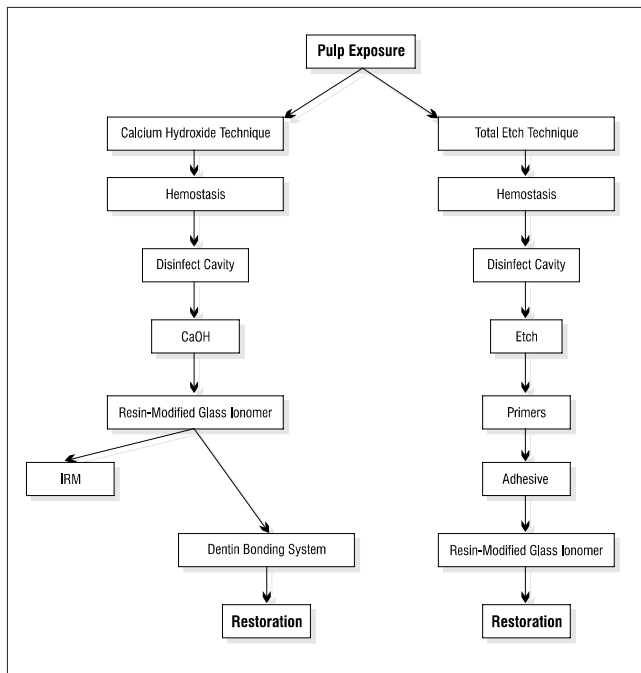 Pulp Exposure
Calcium Hydroxide Technique
Total Etch Technique
Hemostasis
Hemostasis
Disinfect Cavity
Disinfect Cavity
CaOH
Etch
Resin-Modified Glass Ionomer
Primers
IRM
Adhesive
Dentin Bonding System
Resin-Modified Glass Ionomer
Restoration
Restoration